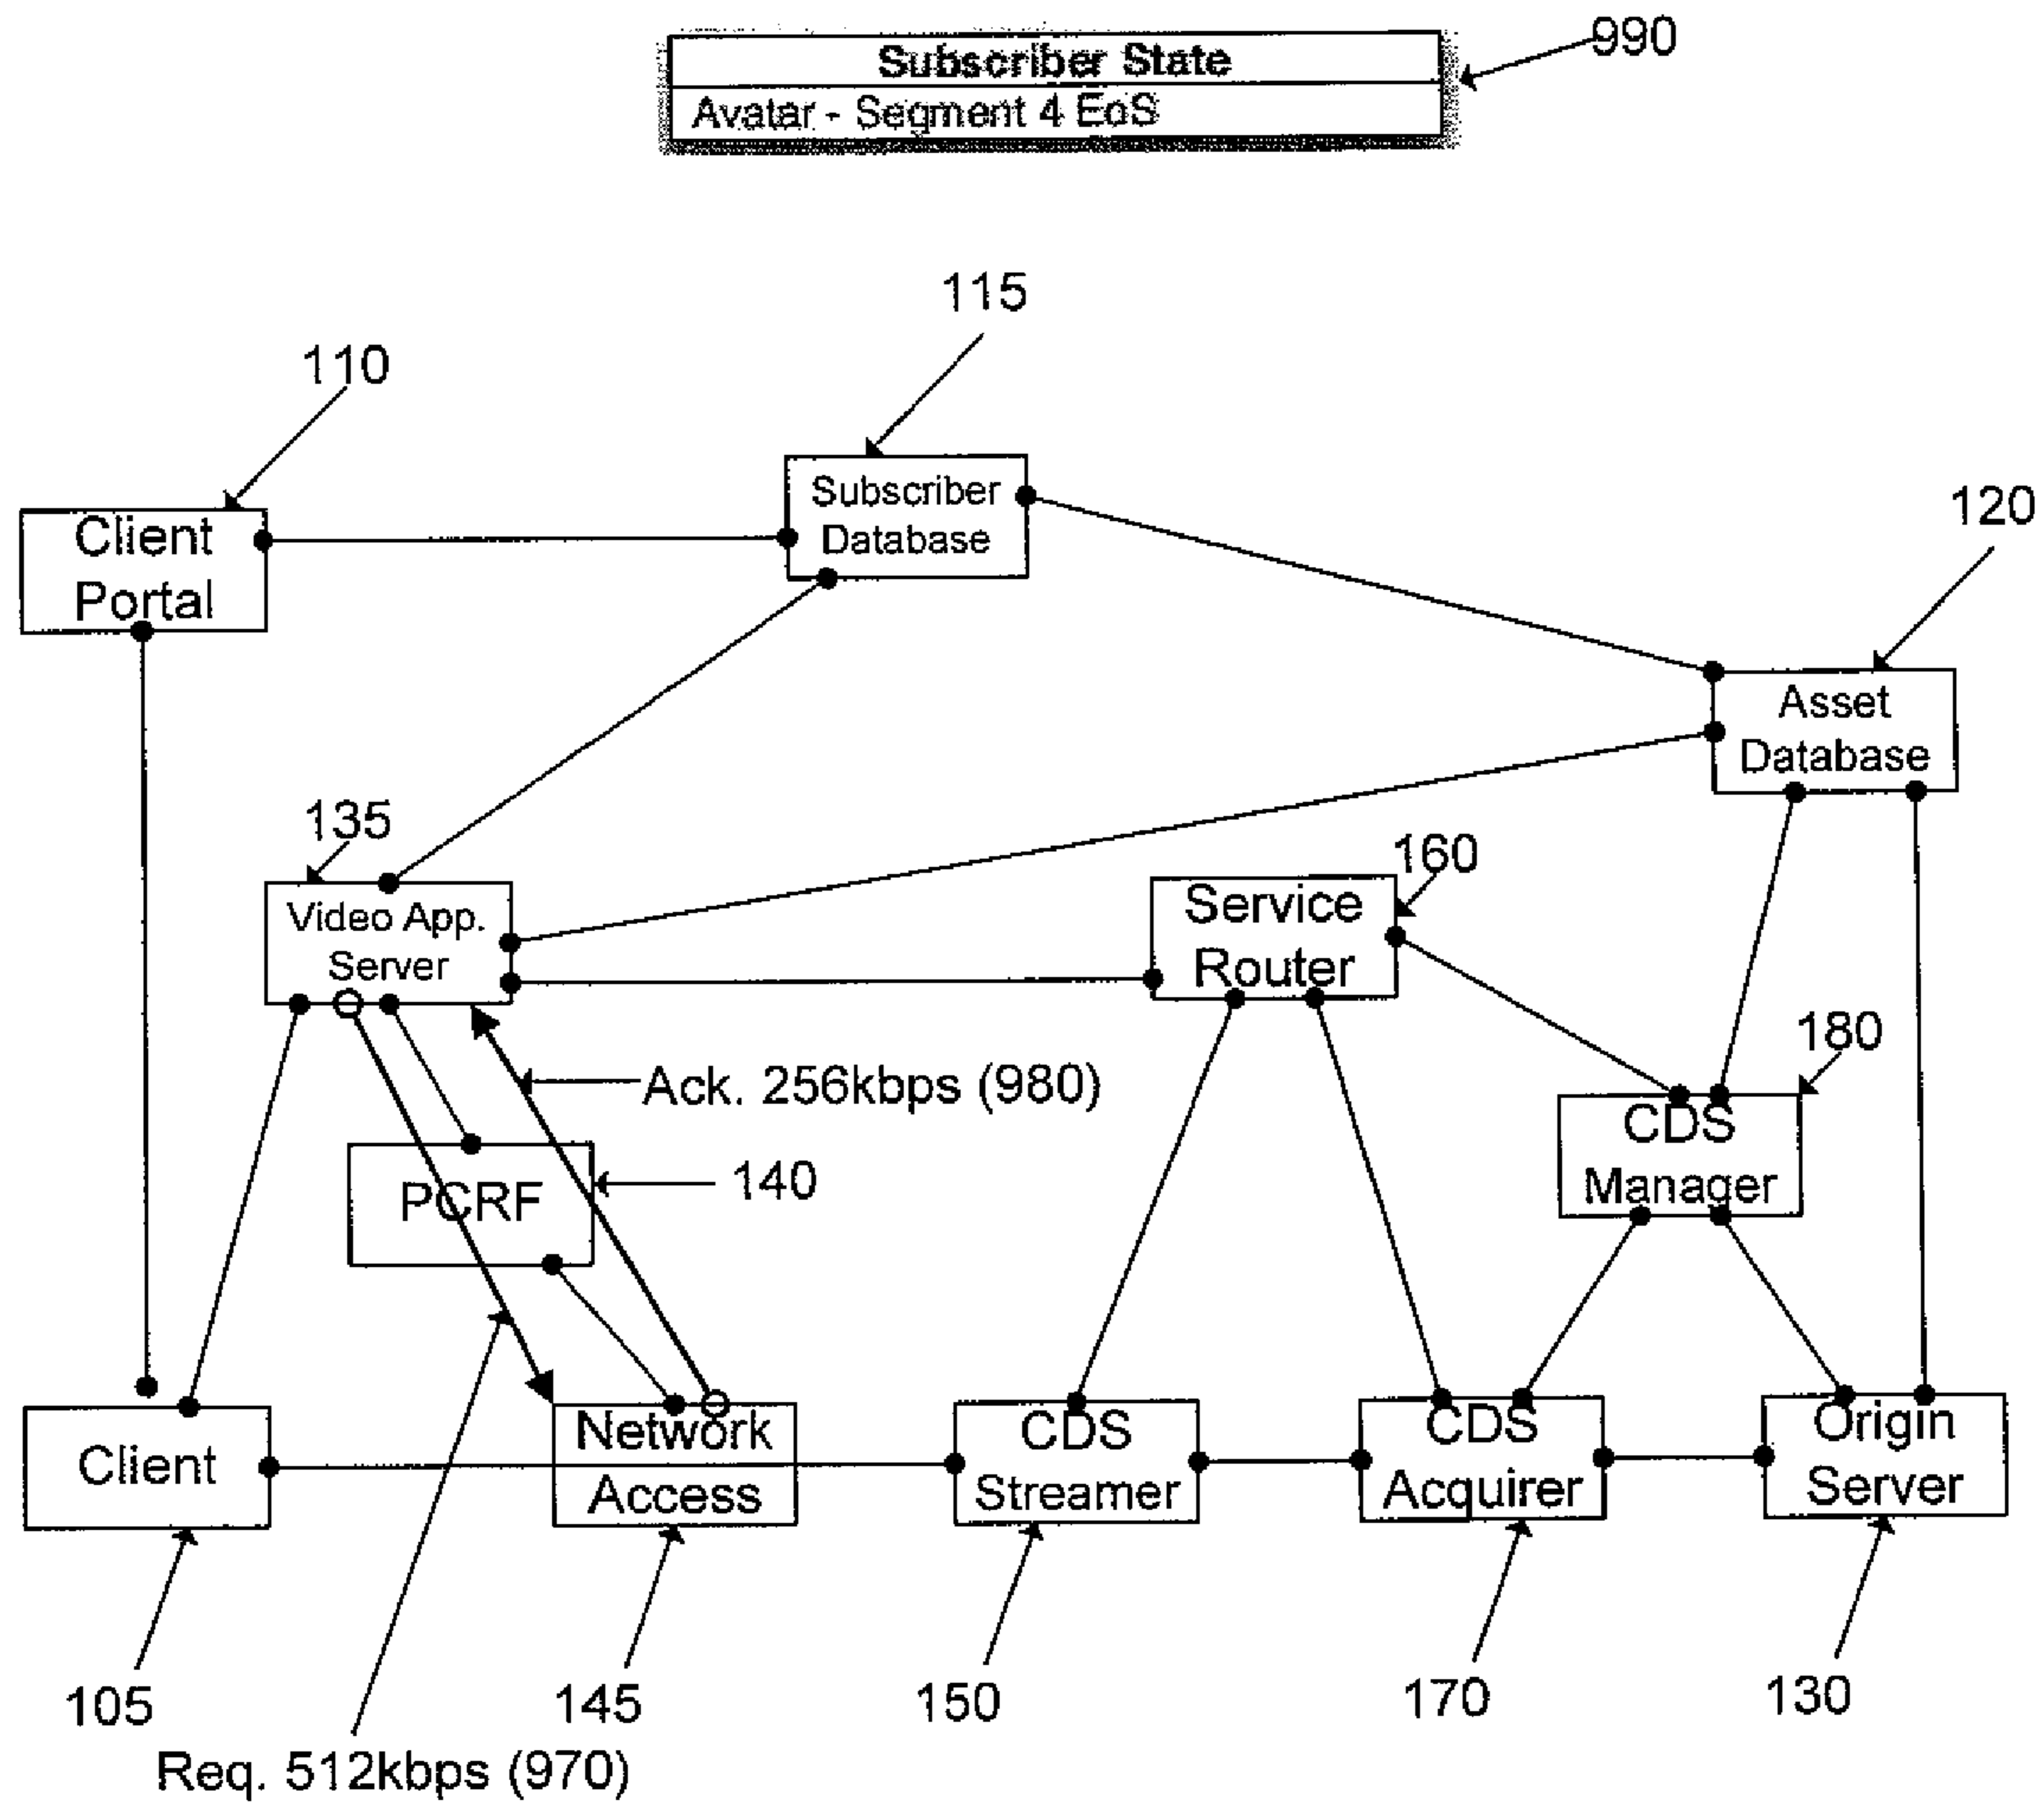 990
Subscriber State
Avatar - Segment 4 EoS
115
110
Subscriber
Database
120
Client
Portal
Asset
Database
135
160
Video App.
Server
Service
Router
180
Ack. 256kbps (980)
CDS
Manager
140
PCRF
Client
Network
Access
CDS
Streamer
CDS
Acquirer
Origin
Server
105
145
150
170
130
Req. 512kbps (970)